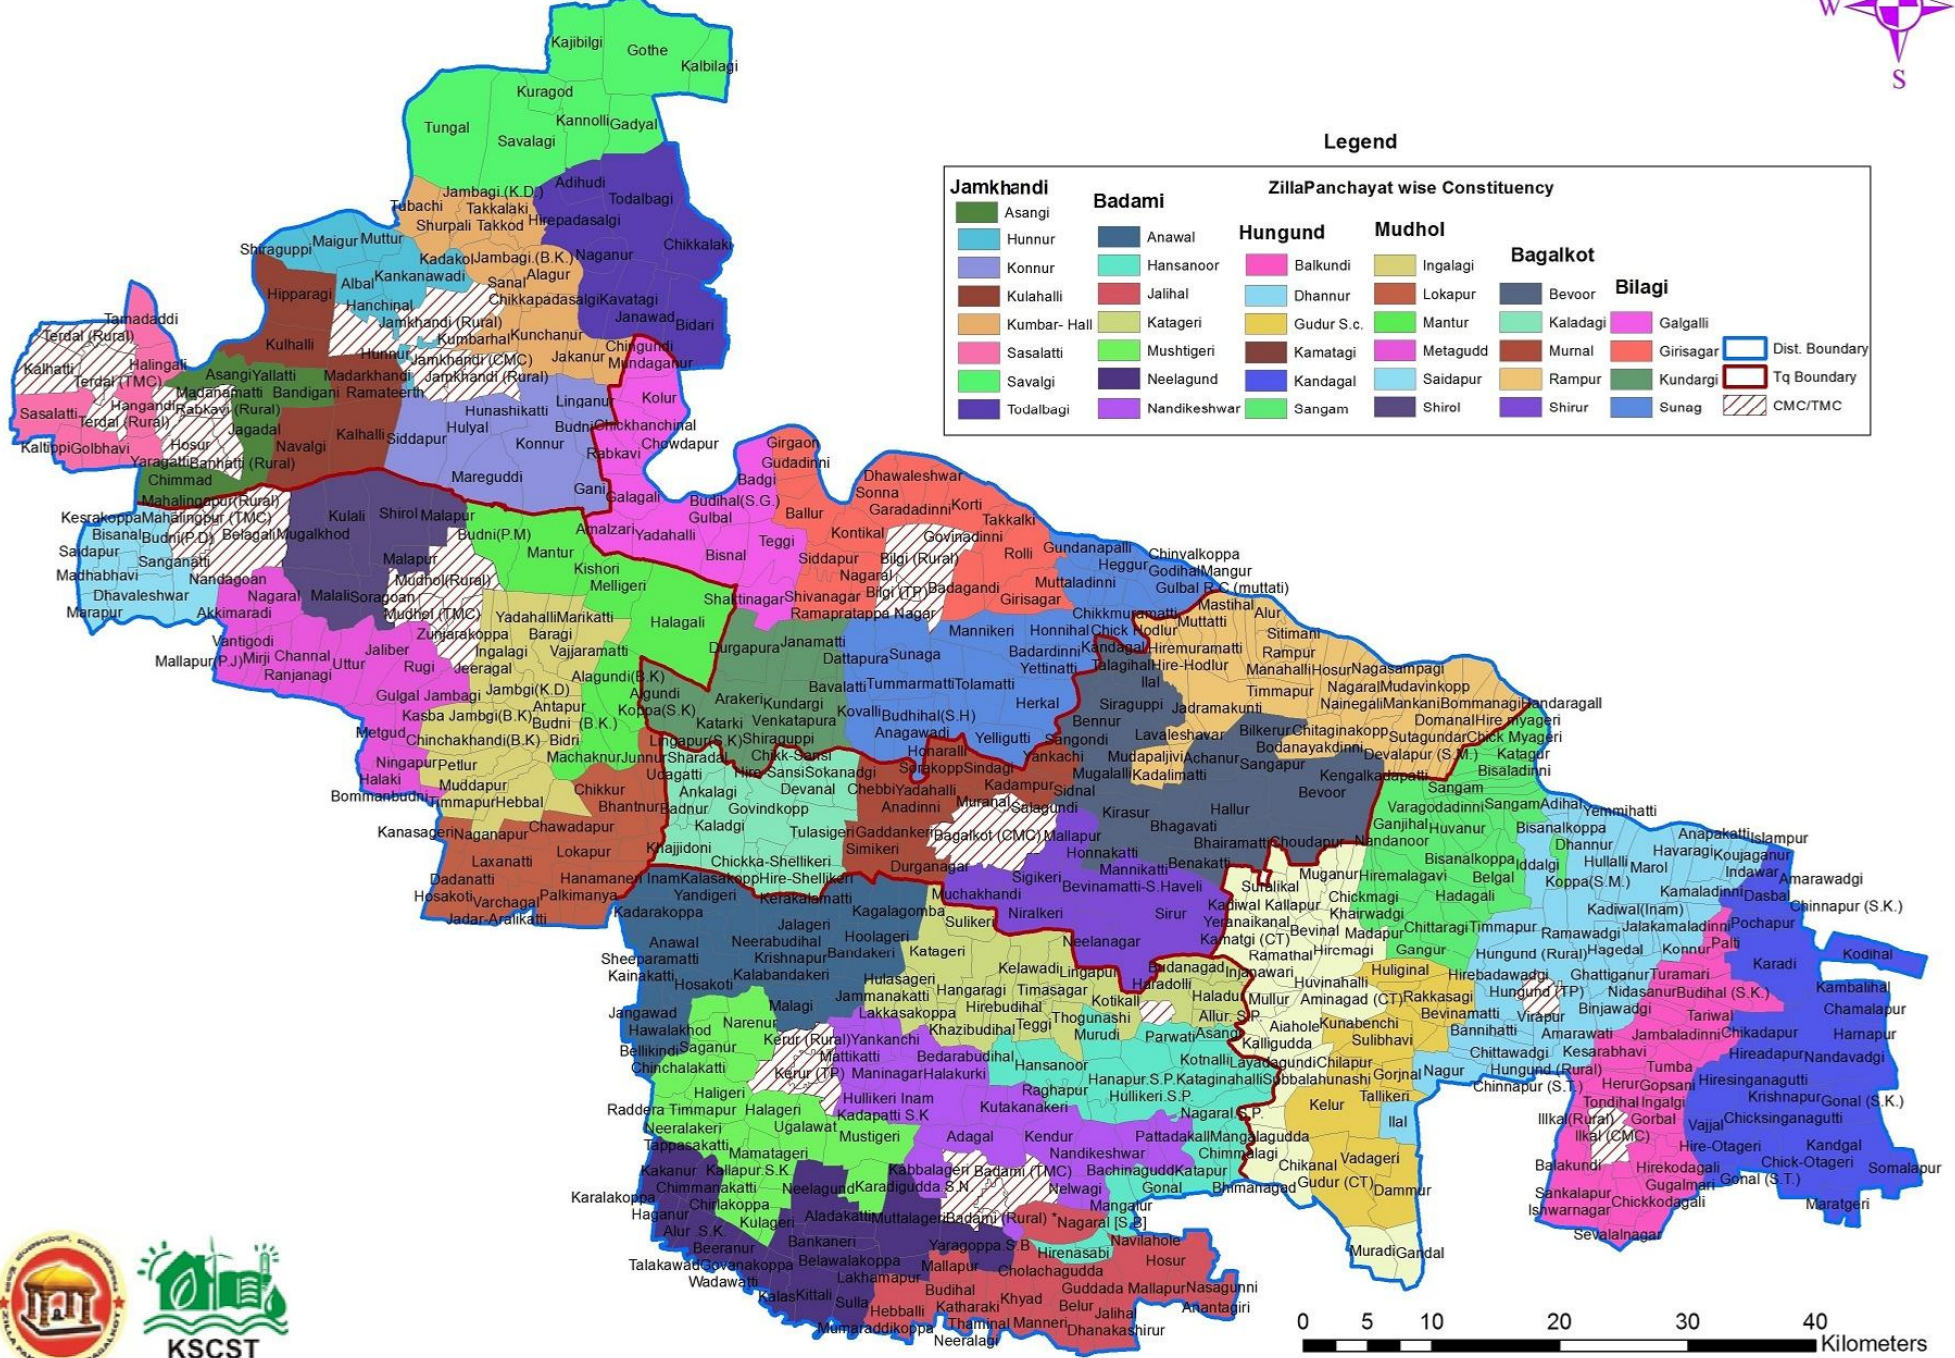 W
S
Legend
ZillaPanchayat wise Constituency
Jamkhandi
Asangi
Hunnur
Konnur
Kulahalli
Kumbar- Hall
Sasalatti
Savalgi
Todalbagi
Badami
Anawal
Hansanoor
Jalihal
Katageri
Mushtigeri
Neelagund
Nandikeshwar
Hungund
Balkundi
Dhannur
Gudur S.c.
Kamatagi
Kandagal
Sangam
Mudhol
Ingalagi
Lokapur
Mantur
Metagudd
Saidapur
Shirol
Bagalkot
Bevoor
Kaladagi
Murnal
Rampur
Shirur
Bilagi
Galgalli
Girisagar
Kundargi
Sunag
Dist. Boundary
Tq Boundary
CMC/TMC
Kajibilgi
Gothe
Kalbilagi
Kuragod
Tungal
Savalagi
Kannolli
Gadyal
Jambagi.(K.D.)
Adihudi
Todalbagi
Tubachi
Takkalaki
Shurpali
Takkod
Hirepadasalgi
Shiraguppi
Maigur
Muttur
Chikkalaki
Kadakol
Jambagi.(B.K.)
Naganur
Kankanawadi
Alagur
Albal
Sanal
Hipparagi
Hanchinal
Chikkapadasalgi
Kavatagi
Jamkhandi (Rural)
Janawad
Bidari
Tamadaddi
Terdal (Rural)
Kumbarhal
Kunchanur
Kulhalli
Hunnur
Jamkhandi (CMC)
Jakanur
Chingundi
Mundaganur
Kalhatti
Halingali
Terdal (TMC)
Asangi
Yallatti
Madarkhandi
Jamkhandi (Rural)
Madanamatti
Bandigani
Ramateerth
Hangandi
Rabkavi (Rural)
Sasalatti
Terdal (Rural)
Jagadal
Hunashikatti
Linganur
Kolur
Hulyal
Budni
Chickhanchinal
Kaltippi
Golbhavi
Hosur
Navalgi
Kalhalli
Siddapur
Konnur
Chowdapur
Rabkavi
Yaragatti
Banhatti (Rural)
Chimmad
Mareguddi
Gani
Galagali
Girgaon
Gudadinni
Badgi
Budihal(S.G.)
Dhawaleshwar
Sonna
Garadadinni
Korti
Mahalingapur(Rural)
Kesrakoppa
Mahalingpur (TMC)
Kulali
Shirol
Malapur
Gulbal
Ballur
Takkalki
Bisanal
Budni(P.D)
Belagali
Mugalkhod
Budni(P.M)
Amalzari
Yadahalli
Teggi
Kontikal
Govinadinni
Saidapur
Sanganatti
Malapur
Mantur
Bisnal
Siddapur
Bilgi (Rural)
Rolli
Gundanapalli
Chinvalkoppa
Madhabhavi
Nandagoan
Mudhol(Rural)
Kishori
Nagaral
Heggur
Godihal
Mangur
Melligeri
Badagandi
Muttaladinni
Gulbal R.C (muttati)
Dhavaleshwar
Nagaral
Malali
Soragoan
Shaktinagar
Shivanagar
Bilgi (TP)
Girisagar
Marapur
Akkimaradi
Mudhol (TMC)
Yadahalli
Marikatti
Halagali
Ramapratappa Nagar
Chikkmuramatti
Mastihal
Alur
Muttatti
Vantigodi
Zunjarakoppa
Baragi
Mannikeri
Honnihal
Chick Hodlur
Sitimani
Mallapur(P.J)
Mirji
Channal
Jaliber
Ingalagi
Vajjaramatti
Durgapura
Janamatti
Dattapura
Sunaga
Badardinni
Kandagal
Hiremuramatti
Rampur
Uttur
Rugi
Jeeragal
Yettinatti
Talagihal
Hire-Hodlur
Manahalli
Hosur
Nagasampagi
Ranjanagi
Alagundi(B.K)
Ilal
Gulgal
Jambagi
Jambgi(K.D)
Algundi
Bavalatti
Tummarmatti
Tolamatti
Timmapur
Nagaral
Mudavinkopp
Antapur
Koppa(S.K)
Arakeri
Kundargi
Kovalli
Herkal
Siraguppi
Jadramakunti
Nainegali
Mankani
Bommanagi
Handaragall
Kasba Jambgi(B.K)
Budni (B.K.)
Katarki
Venkatapura
Budhihal(S.H)
Bennur
Domanal
Hire myageri
Metgud
Chinchakhandi(B.K)
Bidri
Lingapur(S.K)
Shiraguppi
Anagawadi
Yelligutti
Sangondi
Lavaleshavar
Bilkerur
Chitaginakopp
Sutagundar
Chick Myageri
Ningapur
Petlur
Machaknur
Junnur
Sharadal
Chikk-Sansi
Honaralli
Yankachi
Mudapaljivi
Achanur
Bodanayakdinni
Devalapur (S.M.)
Katagur
Halaki
Muddapur
Udagatti
Hire-Sansi
Sokanadgi
Sorakopp
Sindagi
Mugalalli
Kadalimatti
Sangapur
Kengalkadapatti
Bisaladinni
Bommanbudni
Timmapur
Hebbal
Chikkur
Ankalagi
Devanal
Chebbi
Yadahalli
Kadampur
Sidnal
Bevoor
Sangam
Bhantnur
Badnur
Govindkopp
Anadinni
Muranal
Salagundi
Kirasur
Hallur
Varagodadinni
Sangam
Adihal
Yemmihatti
Kanasageri
Naganapur
Chawadapur
Kaladgi
Tulasigeri
Gaddankeri
Bagalkot (CMC)
Mallapur
Bhagavati
Ganjihal
Huvanur
Bisanalkoppa
Anapakatti
Islampur
Laxanatti
Lokapur
Khajjidoni
Simikeri
Honnakatti
Bhairamatti
Choudapur
Nandanoor
Dhannur
Havaragi
Koujaganur
Chickka-Shellikeri
Durganagar
Mannikatti
Benakatti
Bisanalkoppa
Iddalgi
Hullalli
Marol
Indawar
Dadanatti
Hanamaneri
Inam
Kalasakopp
Hire-Shellikeri
Sigikeri
Bevinamatti-S.Haveli
Muganur
Hiremalagavi
Belgal
Koppa(S.M.)
Amarawadgi
Hosakoti
Varchagal
Palkimanya
Yandigeri
Kerakalamatti
Muchakhandi
Sufalikal
Chickmagi
Hadagali
Kamaladinni
Dasbal
Jadar-Aralikatti
Kadarakoppa
Kagalagomba
Niralkeri
Sirur
Kadiwal Kallapur
Khairwadgi
Kadiwal(Inam)
Chinnapur (S.K.)
Jalageri
Sulikeri
Yeranaikanal
Chittaragi
Timmapur
Jalakamaladinni
Pochapur
Anawal
Neerabudihal
Hoolageri
Neelanagar
Kamatgi (CT)
Bevinal
Madapur
Ramawadgi
Sheeparamatti
Krishnapur
Bandakeri
Katageri
Ramathal
Hircmagi
Gangur
Hungund (Rural)
Hagedal
Konnur
Palti
Kodihal
Kainakatti
Kalabandakeri
Kelawadi
Lingapur
Budanagad
Injanawari
Huliginal
Hirebadawadgi
Ghattiganur
Turamari
Karadi
Hosakoti
Hulasageri
Hangaragi
Timasagar
Haradolli
Huvinahalli
Hungund (TP)
Nidasanur
Budihal (S.K.)
Kambalihal
Jangawad
Malagi
Jammanakatti
Hirebudihal
Kotikall
Haladur
Mullur
Aminagad (CT)
Rakkasagi
Binjawadgi
Chamalapur
Hawalakhod
Narenur
Lakkasakoppa
Teggi
Thogunashi
Allur. S.P.
Aiahole
Kunabenchi
Bevinamatti
Virapur
Tariwal
Bellikindi
Saganur
Kerur (Rural)
Yankanchi
Khazibudihal
Murudi
Parwati
Asangi
Kalligudda
Sulibhavi
Bannihatti
Amarawati
Jambaladinni
Chikadapur
Harnapur
Chinchalakatti
Mattikatti
Bedarabudihal
Hansanoor
Kotnalli
Layadagundi
Chilapur
Chittawadgi
Kesarabhavi
Hireadapur
Nandavadgi
Kerur (TP)
Maninagar
Halakurki
Hanapur.S.P.
Kataginahalli
Sobbalahunashi
Gorjnal
Nagur
Hungund (Rural)
Tumba
Haligeri
Hullikeri Inam
Raghapur
Hullikeri.S.P.
Tallikeri
Chinnapur (S.T.)
Herur
Gopsani
Hiresinganagutti
Raddera Timmapur
Halageri
Kadapatti S.K
Kutakanakeri
Nagaral.S.P.
Kelur
Tondihal
Ingalgi
Krishnapur
Gonal (S.K.)
Neeralakeri
Ugalawat
Mustigeri
Adagal
Kendur
Pattadakall
Mangalagudda
Ilal
Illkal(Rural)
Gorbal
Vajjal
Chicksinganagutti
Tappasakatti
Mamatageri
Nandikeshwar
Chimmalagi
Vadageri
Ilkal (CMC)
Hire-Otageri
Kandgal
Kakanur
Kallapur S.K
Kabbalageri
Badami (TMC)
Bachinagudd
Katapur
Chikanal
Balakundi
Hirekodagali
Chick-Otageri
Somalapur
Chimmanakatti
Neelagund
Karadigudda S.N
Nelwagi
Gonal
Bhimanagad
Gudur (CT)
Dammur
Gugalmari
Gonal (S.T.)
Karalakoppa
Chirlakoppa
Mangalur
Sankalapur
Chickkodagali
Maratgeri
Haganur
Kulageri
Aladakatti
Muttalageri
Badami (Rural)
*Nagaral [S.B]
Ishwarnagar
Alur .S.K.
Beeranur
Bankaneri
Yaragoppa.S.B
Hirenasabi
Navilahole
Sevalalnagar
Talakawad
Govanakoppa
Belawalakoppa
Mallapur
Cholachagudda
Hosur
Muradi
Gandal
Wadawatti
Lakhamapur
Budihal
Guddada Mallapur
Nasagunni
Kalas
Kittali
Sulla
Hebballi
Katharaki
Khyad
Belur
Jalihal
Anantagiri
Mumaraddikoppa
Thaminal
Manneri
Dhanakashirur
Neeralagi
KSCST
0 5 10 20 30 40
Kilometers